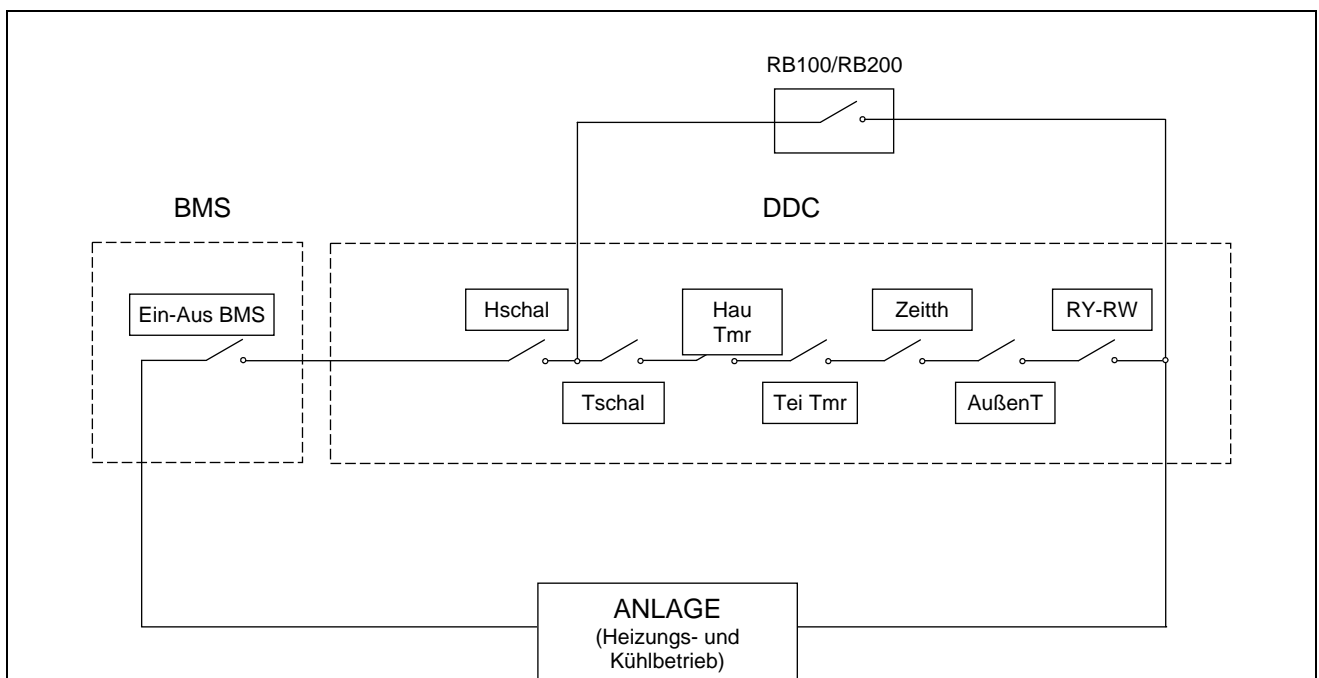 RB100/RB200
BMS
DDC
Ein-Aus BMS
Hschal
Hau
Tmr
Zeitth
RY-RW
Tschal
Tei Tmr
AußenT
ANLAGE
(Heizungs- und
Kühlbetrieb)